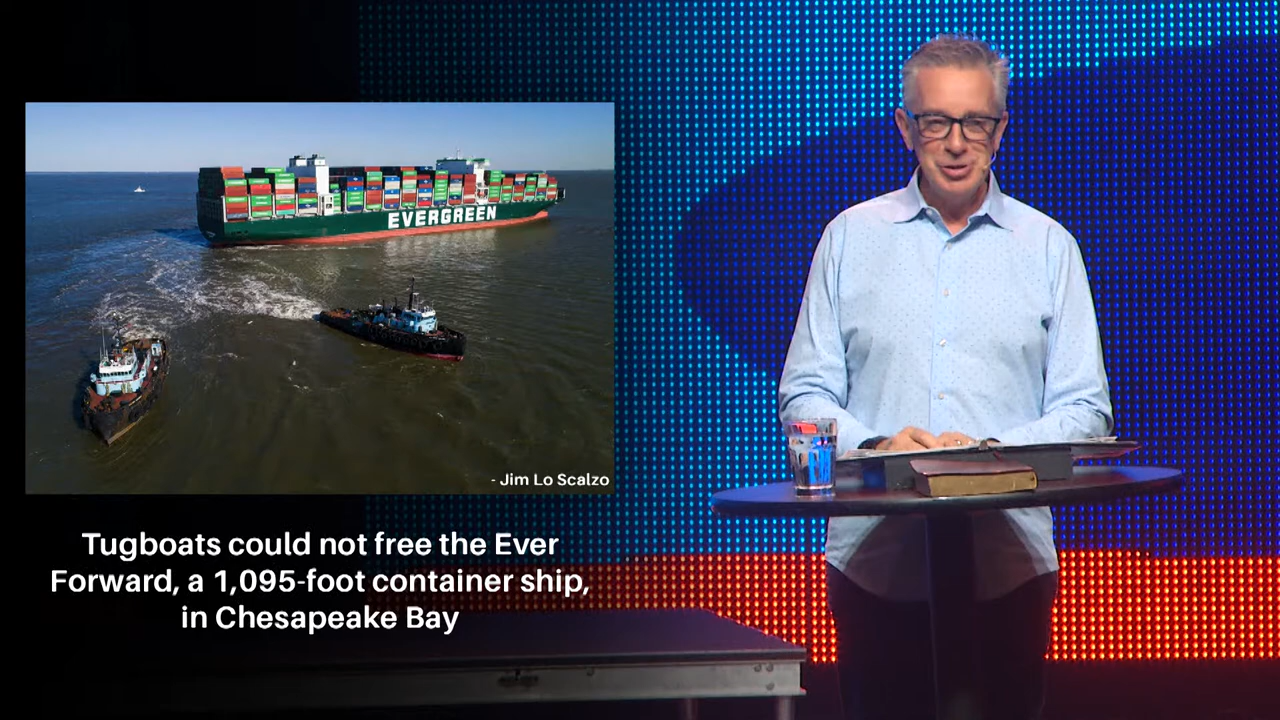 EVERGREEN
- Jim Lo Scalzo
Tugboats could not free the Ever
Forward, a 1,095-foot container ship,
in Chesapeake Bay